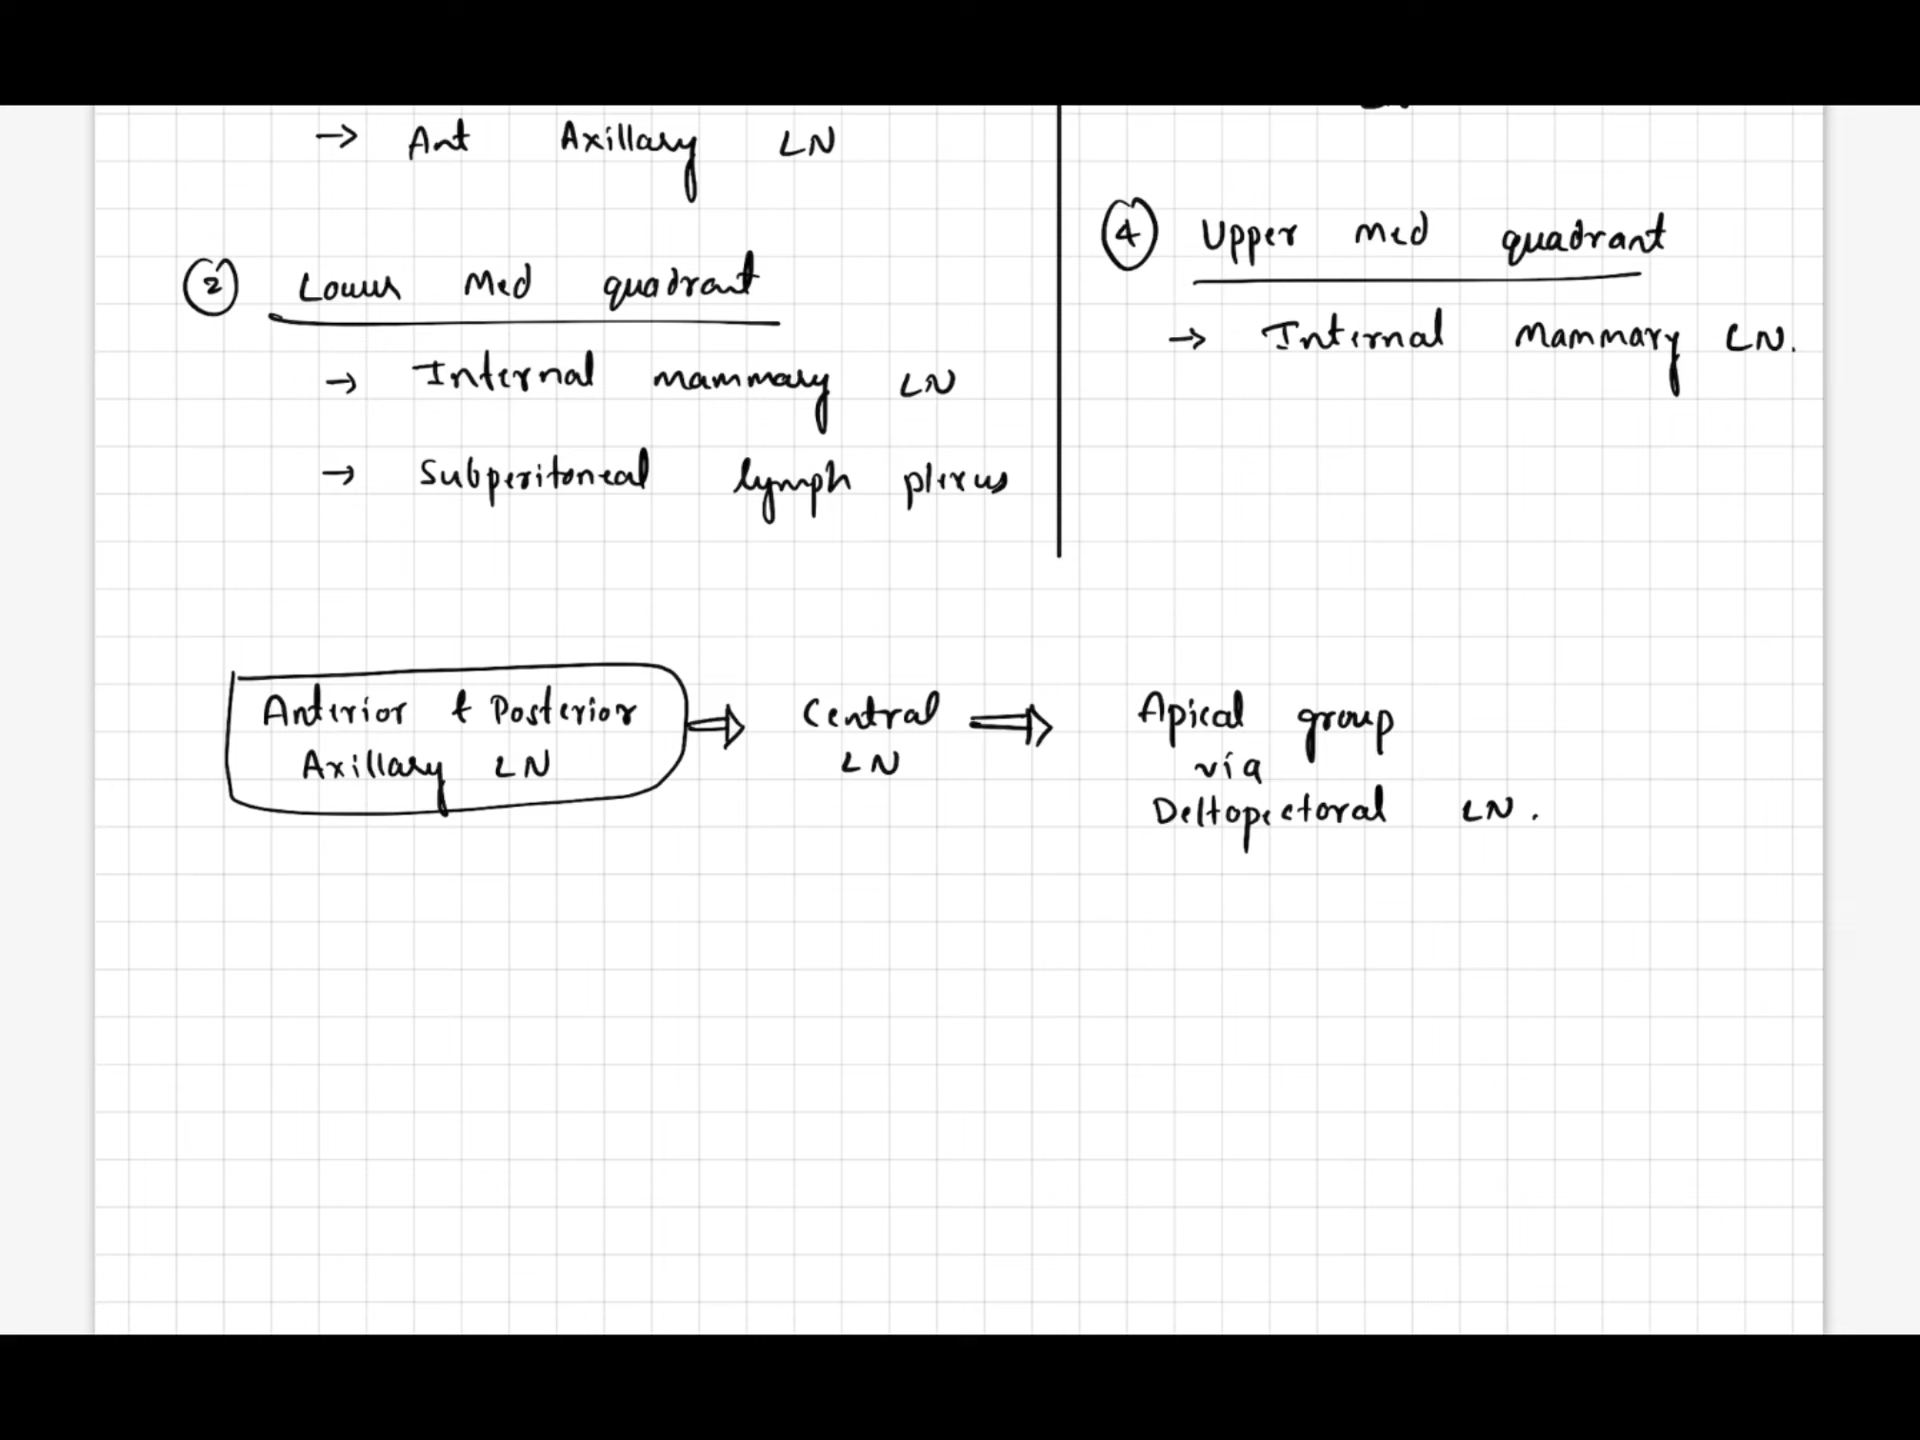 → Ant Axillary LN
② Lower Med quadrant
→ Internal mammary LN
→ Subperitoneal lymph plexus
④ Upper Med quadrant
→ Internal Mammary LN.
Anterior & Posterior
Axillary LN
⇒ Central
LN
⇒ Apical group
via
Deltopectoral LN.